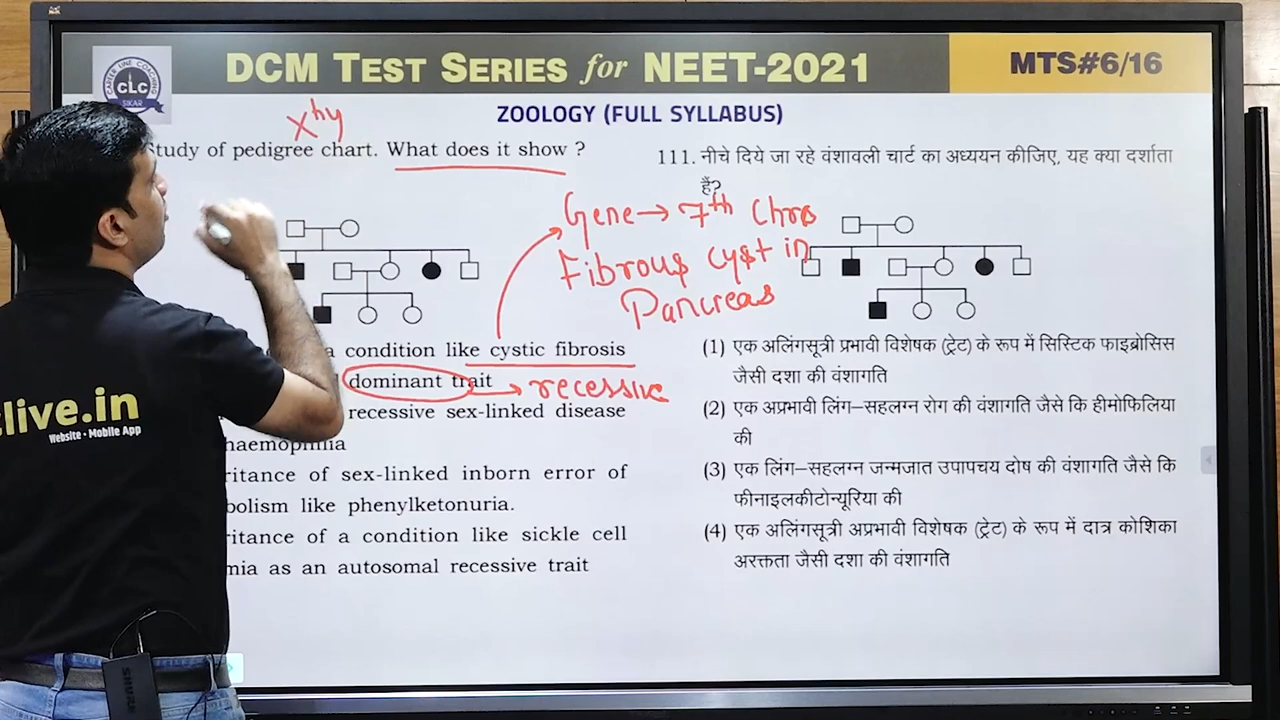 DCM TEST SERIES for NEET-2021
MTS#6/16
CAREER LINE COACHING
CLC
SIKAR
ZOOLOGY (FULL SYLLABUS)
X^hy
Study of pedigree chart. What does it show ?
Gene → 7th Chro
Fibrous cyst in
Pancreas
a condition like cystic fibrosis
dominant trait → recessive
recessive sex-linked disease
haemophilia
ritance of sex-linked inborn error of
bolism like phenylketonuria.
ritance of a condition like sickle cell
mia as an autosomal recessive trait
111. नीचे दिये जा रहे वंशावली चार्ट का अध्ययन कीजिए, यह क्या दर्शाता
हैं?
(1) एक अलिंगसूत्री प्रभावी विशेषक (ट्रेट) के रूप में सिस्टिक फाइब्रोसिस
जैसी दशा की वंशागति
(2) एक अप्रभावी लिंग–सहलग्न रोग की वंशागति जैसे कि हीमोफिलिया
की
(3) एक लिंग–सहलग्न जन्मजात उपापचय दोष की वंशागति जैसे कि
फीनाइलकीटोन्यूरिया की
(4) एक अलिंगसूत्री अप्रभावी विशेषक (ट्रेट) के रूप में दात्र कोशिका
अरक्तता जैसी दशा की वंशागति
live.in
Website • Mobile App
SHURE